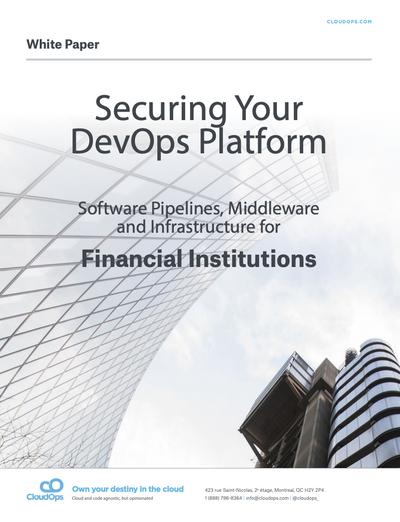 CLOUDOPS.COM
White Paper
Securing Your
DevOps Platform
Software Pipelines, Middleware
and Infrastructure for
Financial Institutions
CloudOps
Own your destiny in the cloud
Cloud and code agnostic, but opinionated
423 rue Saint-Nicolas, 2e étage, Montreal, QC H2Y 2P4
1 (888) 796-8364 | info@cloudops.com | @cloudops_